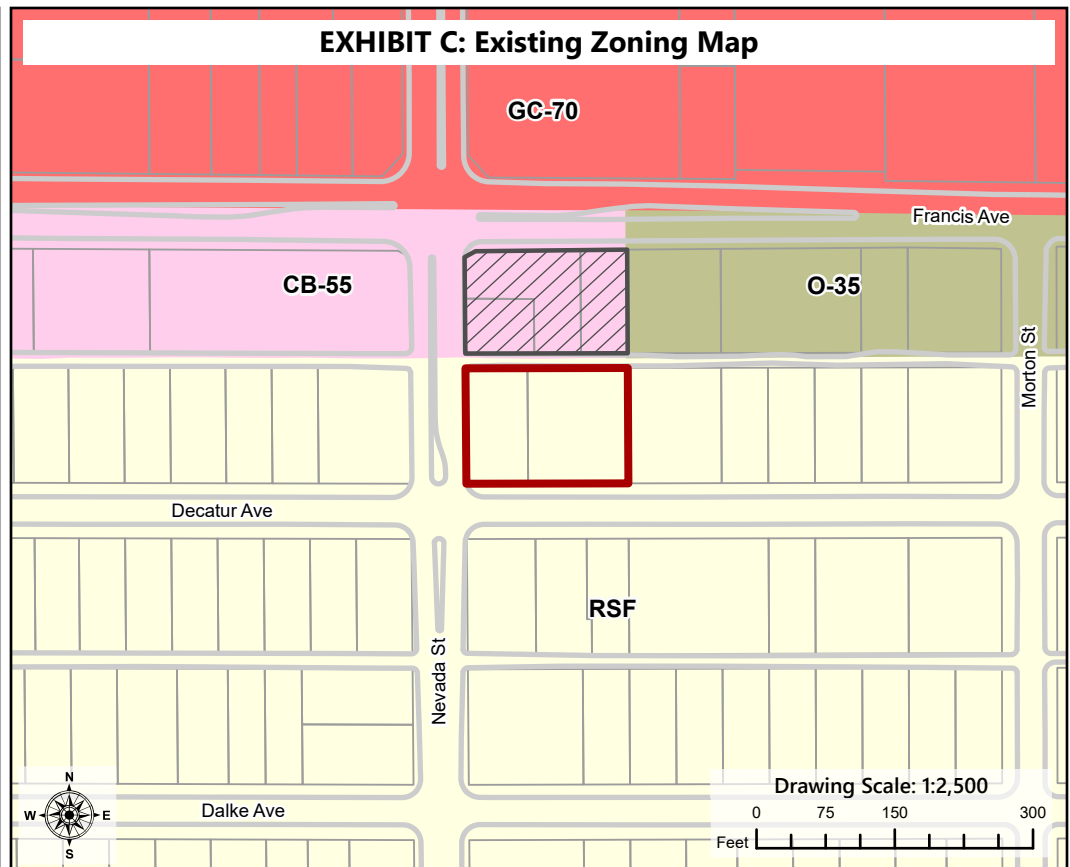 EXHIBIT C: Existing Zoning Map
GC-70
Francis Ave
CB-55
O-35
Morton St
Decatur Ave
RSF
Nevada St
Dalke Ave
N
W E
S
Drawing Scale: 1:2,500
0 75 150 300
Feet